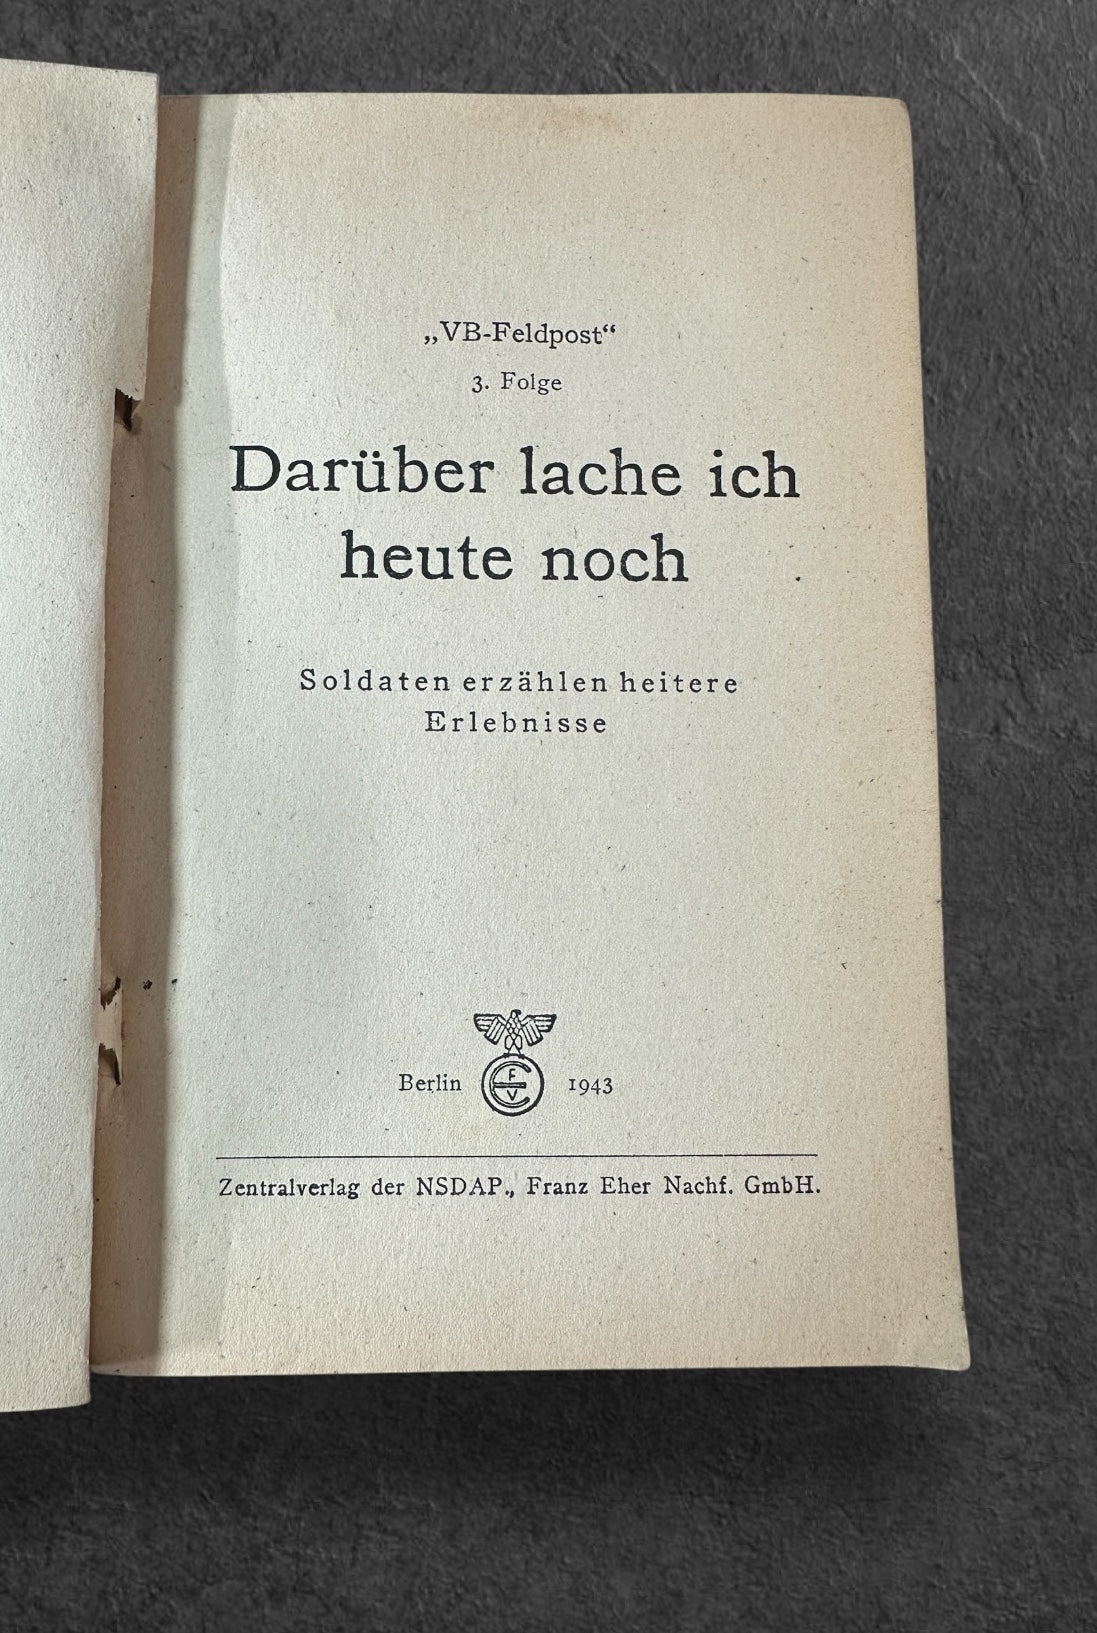 „VB-Feldpost“
3. Folge
Darüber lache ich
heute noch
Soldaten erzählen heitere
Erlebnisse
Berlin FEV 1943
Zentralverlag der NSDAP., Franz Eher Nachf. GmbH.